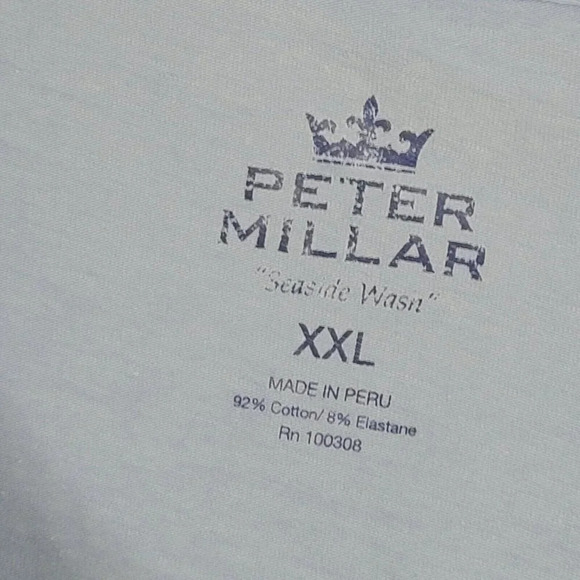 PETER
MILLAR
"Seaside Wash"
XXL
MADE IN PERU
92% Cotton/ 8% Elastane
Rn 100308